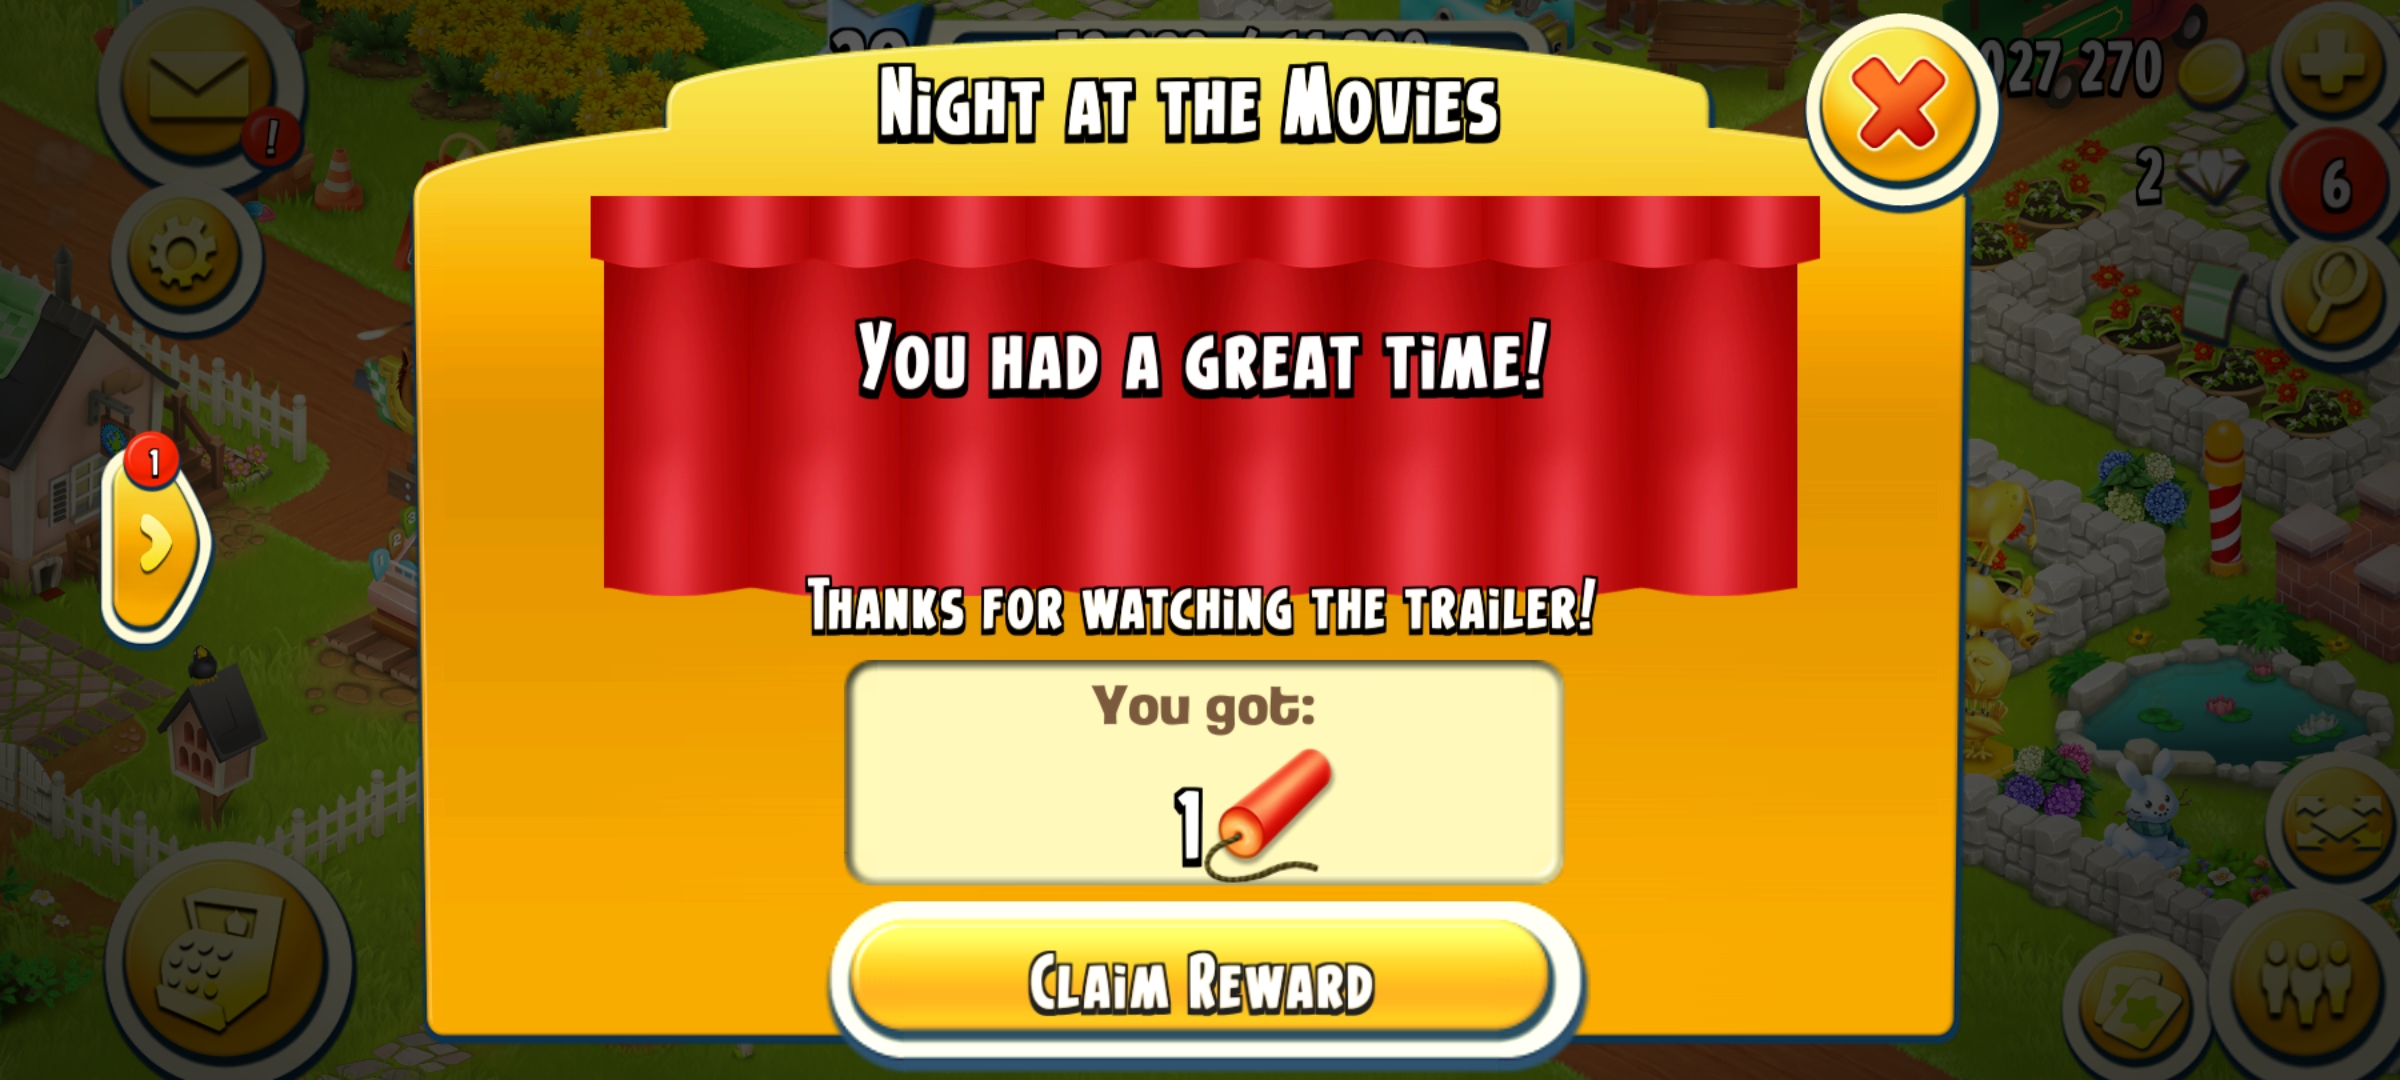 Night at the Movies
027,270
!
2
6
You had a great time!
1
Thanks for watching the trailer!
You got:
1
Claim Reward